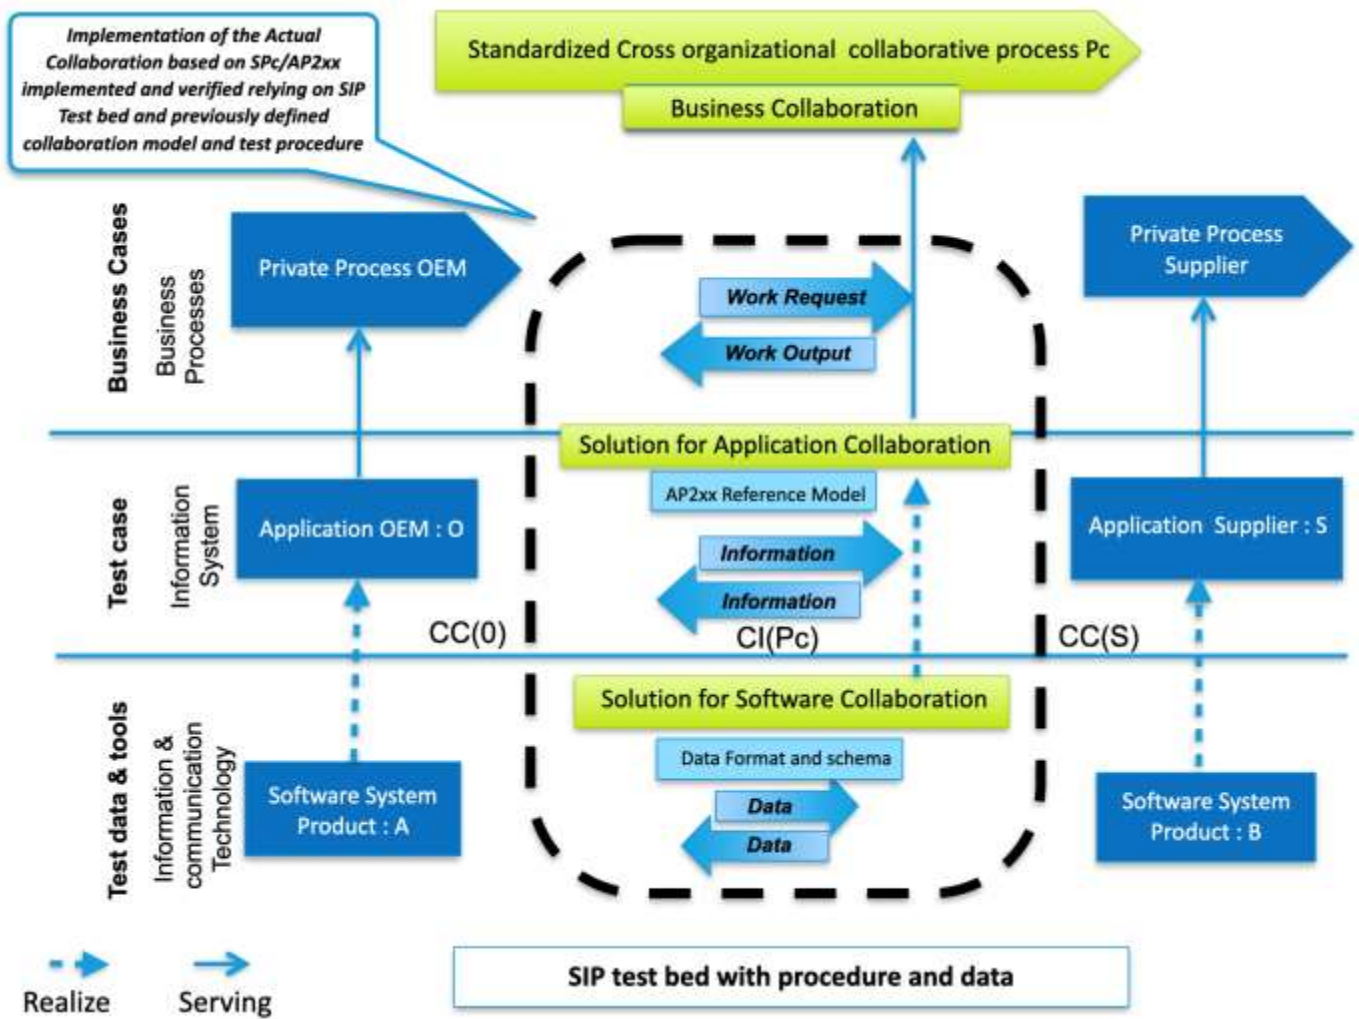 Implementation of the Actual
Collaboration based on SPc/AP2xx
implemented and verified relying on SIP
Test bed and previously defined
collaboration model and test procedure
Standardized Cross organizational collaborative process Pc
Business Collaboration
Business Cases
Business
Processes
Private Process OEM
Work Request
Work Output
Private Process
Supplier
Solution for Application Collaboration
AP2xx Reference Model
Test case
Information
System
Application OEM : O
Information
Information
Application Supplier : S
CC(0)
CI(Pc)
CC(S)
Solution for Software Collaboration
Data Format and schema
Test data & tools
Information &
communication
Technology
Software System
Product : A
Data
Data
Software System
Product : B
Realize
Serving
SIP test bed with procedure and data